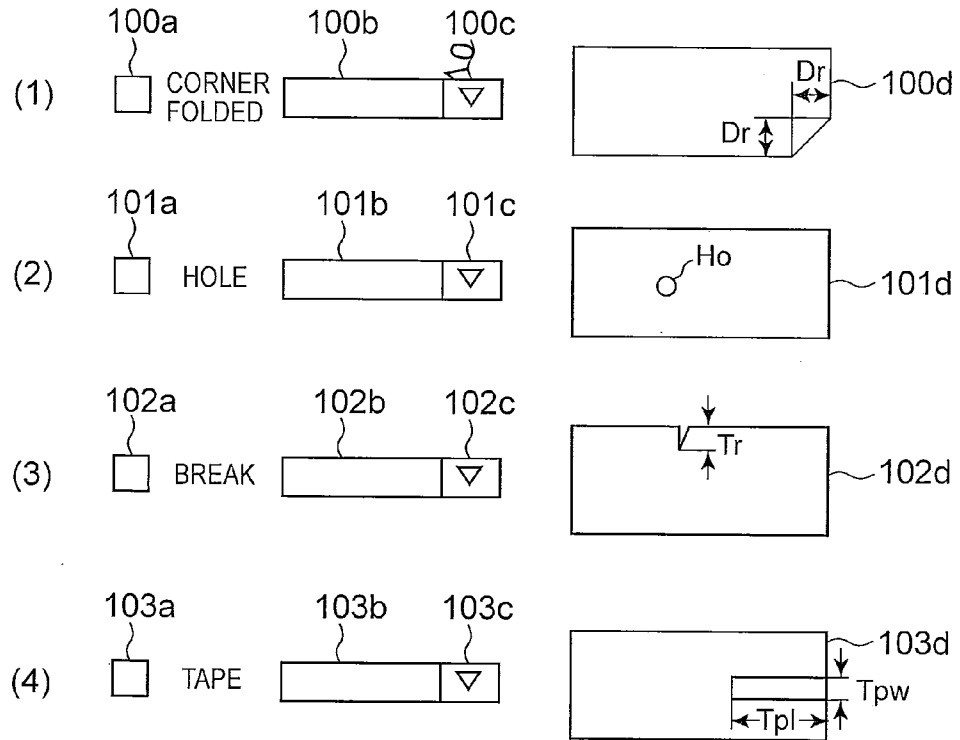 100a 100b 100c
10
(1) CORNER FOLDED Dr Dr 100d
101a 101b 101c
(2) HOLE Ho 101d
102a 102b 102c
(3) BREAK Tr 102d
103a 103b 103c
(4) TAPE Tpl Tpw 103d